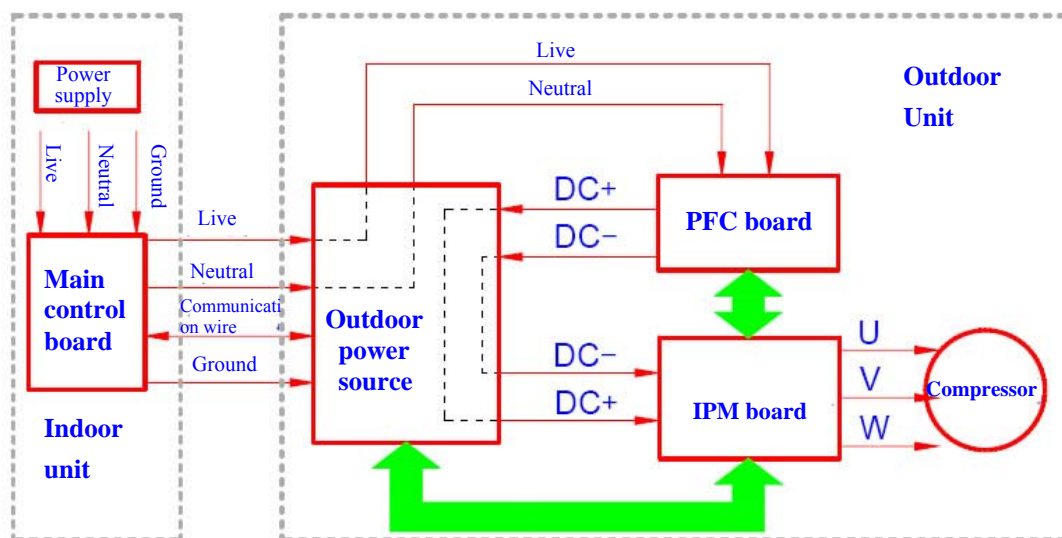 Power
supply
Live
Neutral
Ground
Main
control
board
Indoor
unit
Live
Neutral
Communicati
on wire
Ground
Outdoor
power
source
Live
Neutral
Outdoor
Unit
DC+
DC-
PFC board
DC-
DC+
IPM board
U
V
W
Compressor